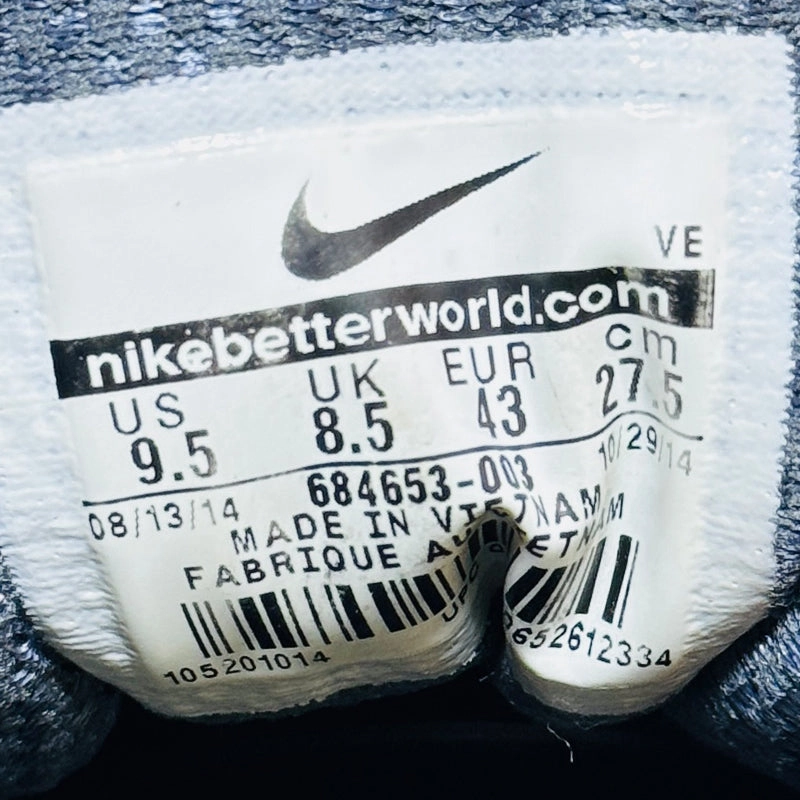 VE
nikebetterworld.com
US UK EUR cm
9.5 8.5 43 27.5
08/13/14 684653-003 10/29/14
MADE IN VIETNAM
FABRIQUE AU VIETNAM
105201014 652612334